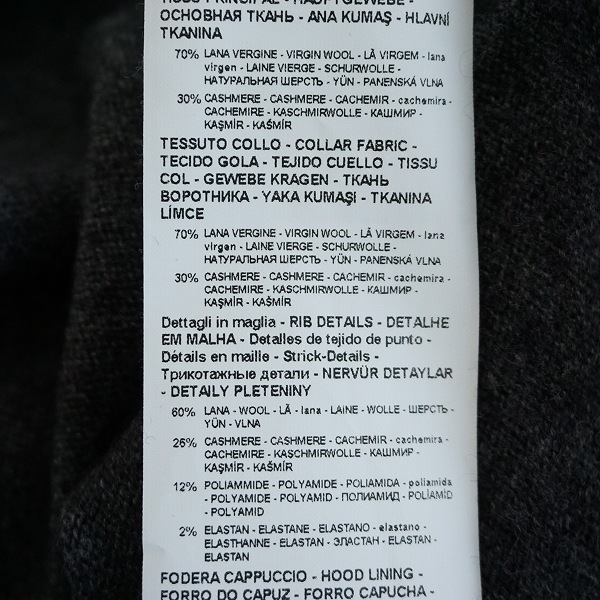 ОСНОВНАЯ ТКАНЬ - ANA KUMAŞ - HLAVNÍ
TKANINA
70% LANA VERGINE - VIRGIN WOOL - LÃ VIRGEM - lana
virgen - LAINE VIERGE - SCHURWOLLE -
НАТУРАЛЬНАЯ ШЕРСТЬ - YÜN - PANENSKÁ VLNA
30% CASHMERE - CASHMERE - CACHEMIR - cachemira -
CACHEMIRE - KASCHMIRWOLLE - КАШМИР -
KAŞMİR - KAŠMÍR
TESSUTO COLLO - COLLAR FABRIC -
TECIDO GOLA - TEJIDO CUELLO - TISSU
COL - GEWEBE KRAGEN - ТКАНЬ
ВОРОТНИКА - YAKA KUMAŞI - TKANINA
LÍMCE
70% LANA VERGINE - VIRGIN WOOL - LÃ VIRGEM - lana
virgen - LAINE VIERGE - SCHURWOLLE -
НАТУРАЛЬНАЯ ШЕРСТЬ - YÜN - PANENSKÁ VLNA
30% CASHMERE - CASHMERE - CACHEMIR - cachemira -
CACHEMIRE - KASCHMIRWOLLE - КАШМИР -
KAŞMİR - KAŠMÍR
Dettagli in maglia - RIB DETAILS - DETALHE
EM MALHA - Detalles de tejido de punto -
Détails en maille - Strick-Details -
Трикотажные детали - NERVÜR DETAYLAR
- DETAILY PLETENINY
60% LANA - WOOL - LÃ - lana - LAINE - WOLLE - ШЕРСТЬ -
YÜN - VLNA
26% CASHMERE - CASHMERE - CACHEMIR - cachemira -
CACHEMIRE - KASCHMIRWOLLE - КАШМИР -
KAŞMİR - KAŠMÍR
12% POLIAMMIDE - POLYAMIDE - POLIAMIDA - poliamida
- POLYAMIDE - POLYAMID - ПОЛИАМИД - POLİAMİD
- POLYAMID
2% ELASTAN - ELASTANE - ELASTANO - elastano -
ELASTHANNE - ELASTAN - ЭЛАСТАН - ELASTAN -
ELASTAN
FODERA CAPPUCCIO - HOOD LINING -
FORRO DO CAPUZ - FORRO CAPUCHA -